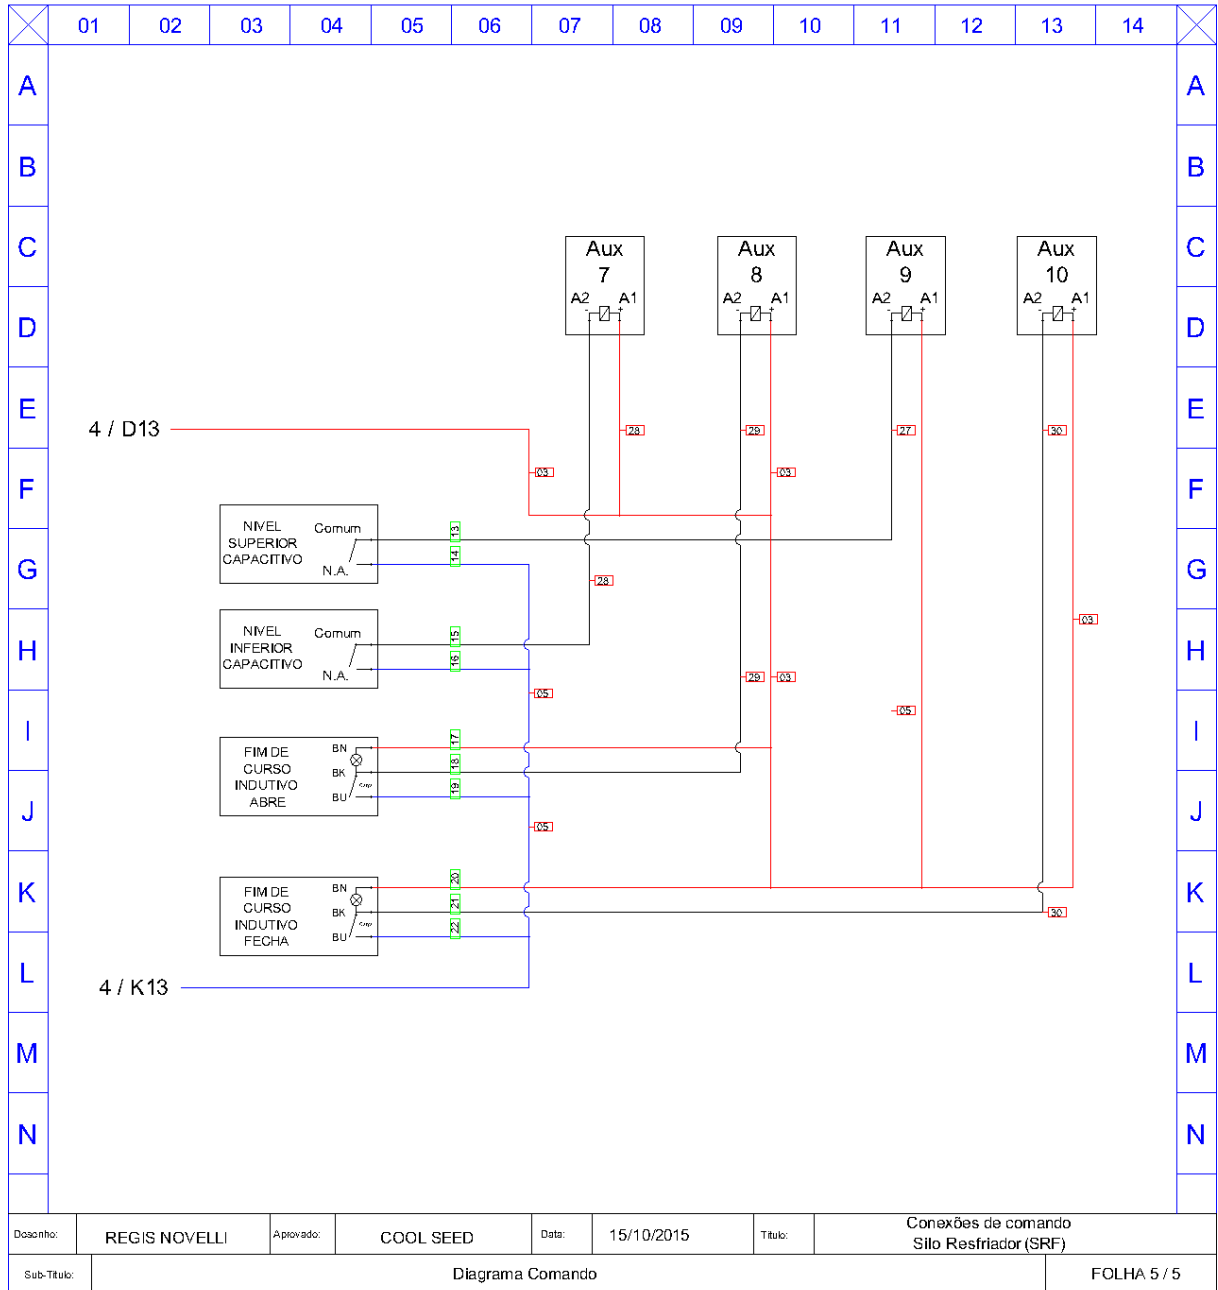 01 02 03 04 05 06 07 08 09 10 11 12 13 14
A A
B B
C C
Aux Aux Aux Aux
7 8 9 10
A2 A1 A2 A1 A2 A1 A2 A1
- + - + - + - +
D D
E E
4 / D13
28 29 27 30
03 03
F F
NIVEL
SUPERIOR
CAPACITIVO
Comum
N.A.
13
14
G G
28
NIVEL
INFERIOR
CAPACITIVO
Comum
N.A.
15
16
03
H H
29 03
05
05
I I
FIM DE
CURSO
INDUTIVO
ABRE
BN
BK
BU
17
18
19
J J
05
K K
FIM DE
CURSO
INDUTIVO
FECHA
BN
BK
BU
20
21
22
30
L L
4 / K13
M M
N N
Desenho: REGIS NOVELLI Aprovado: COOL SEED Data: 15/10/2015 Título: Conexões de comando
Silo Resfriador (SRF)
Sub-Título: Diagrama Comando FOLHA 5 / 5